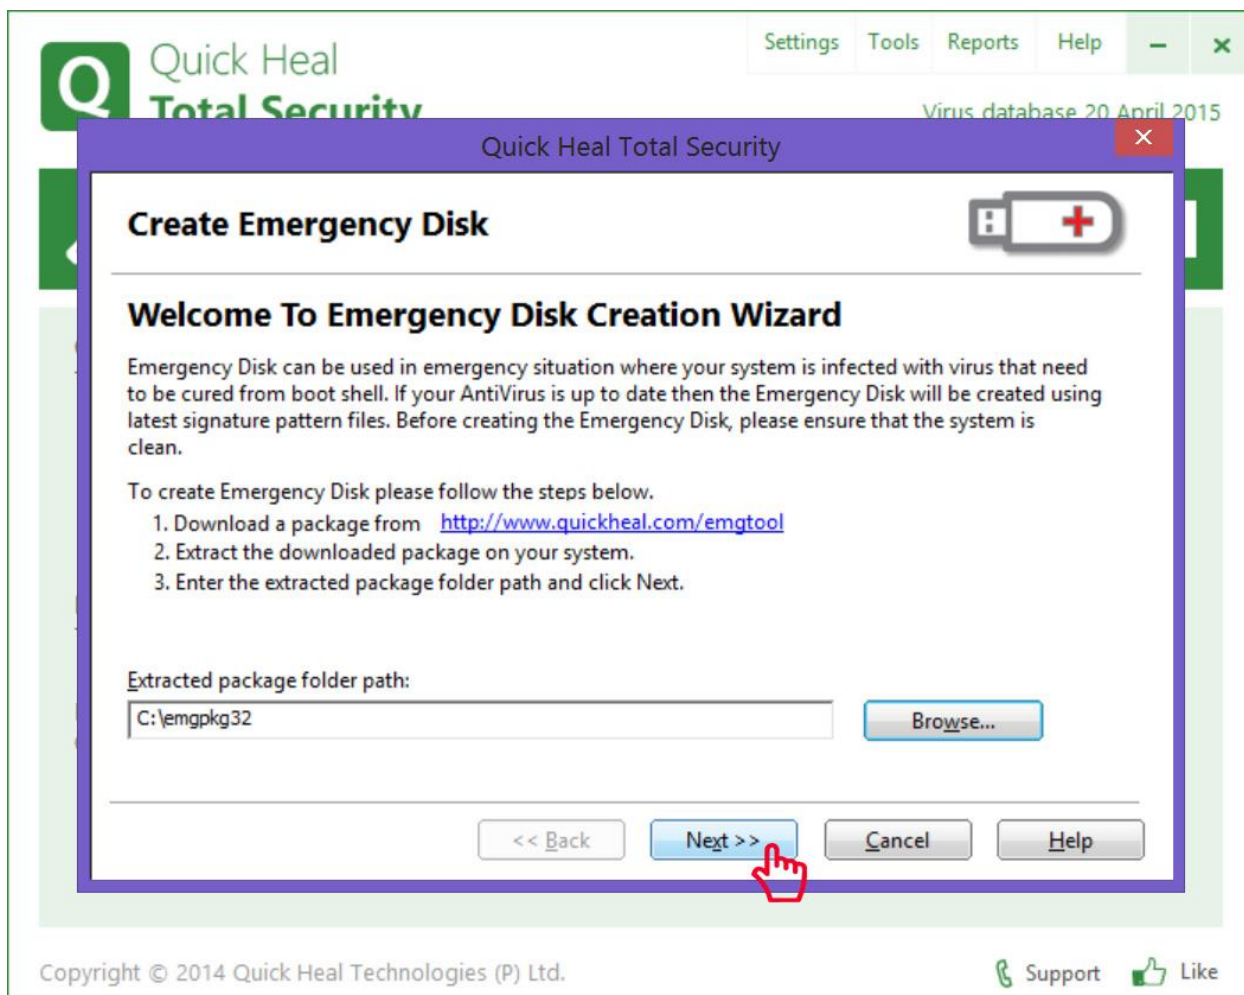 Settings Tools Reports Help
Quick Heal
Total Security
Virus database 20 April 2015
Quick Heal Total Security
Create Emergency Disk
Welcome To Emergency Disk Creation Wizard
Emergency Disk can be used in emergency situation where your system is infected with virus that need
to be cured from boot shell. If your AntiVirus is up to date then the Emergency Disk will be created using
latest signature pattern files. Before creating the Emergency Disk, please ensure that the system is
clean.
To create Emergency Disk please follow the steps below.
1. Download a package from http://www.quickheal.com/emgtool
2. Extract the downloaded package on your system.
3. Enter the extracted package folder path and click Next.
Extracted package folder path:
C:\emgpkg32
Browse...
<< Back Next >> Cancel Help
Copyright © 2014 Quick Heal Technologies (P) Ltd.
Support Like